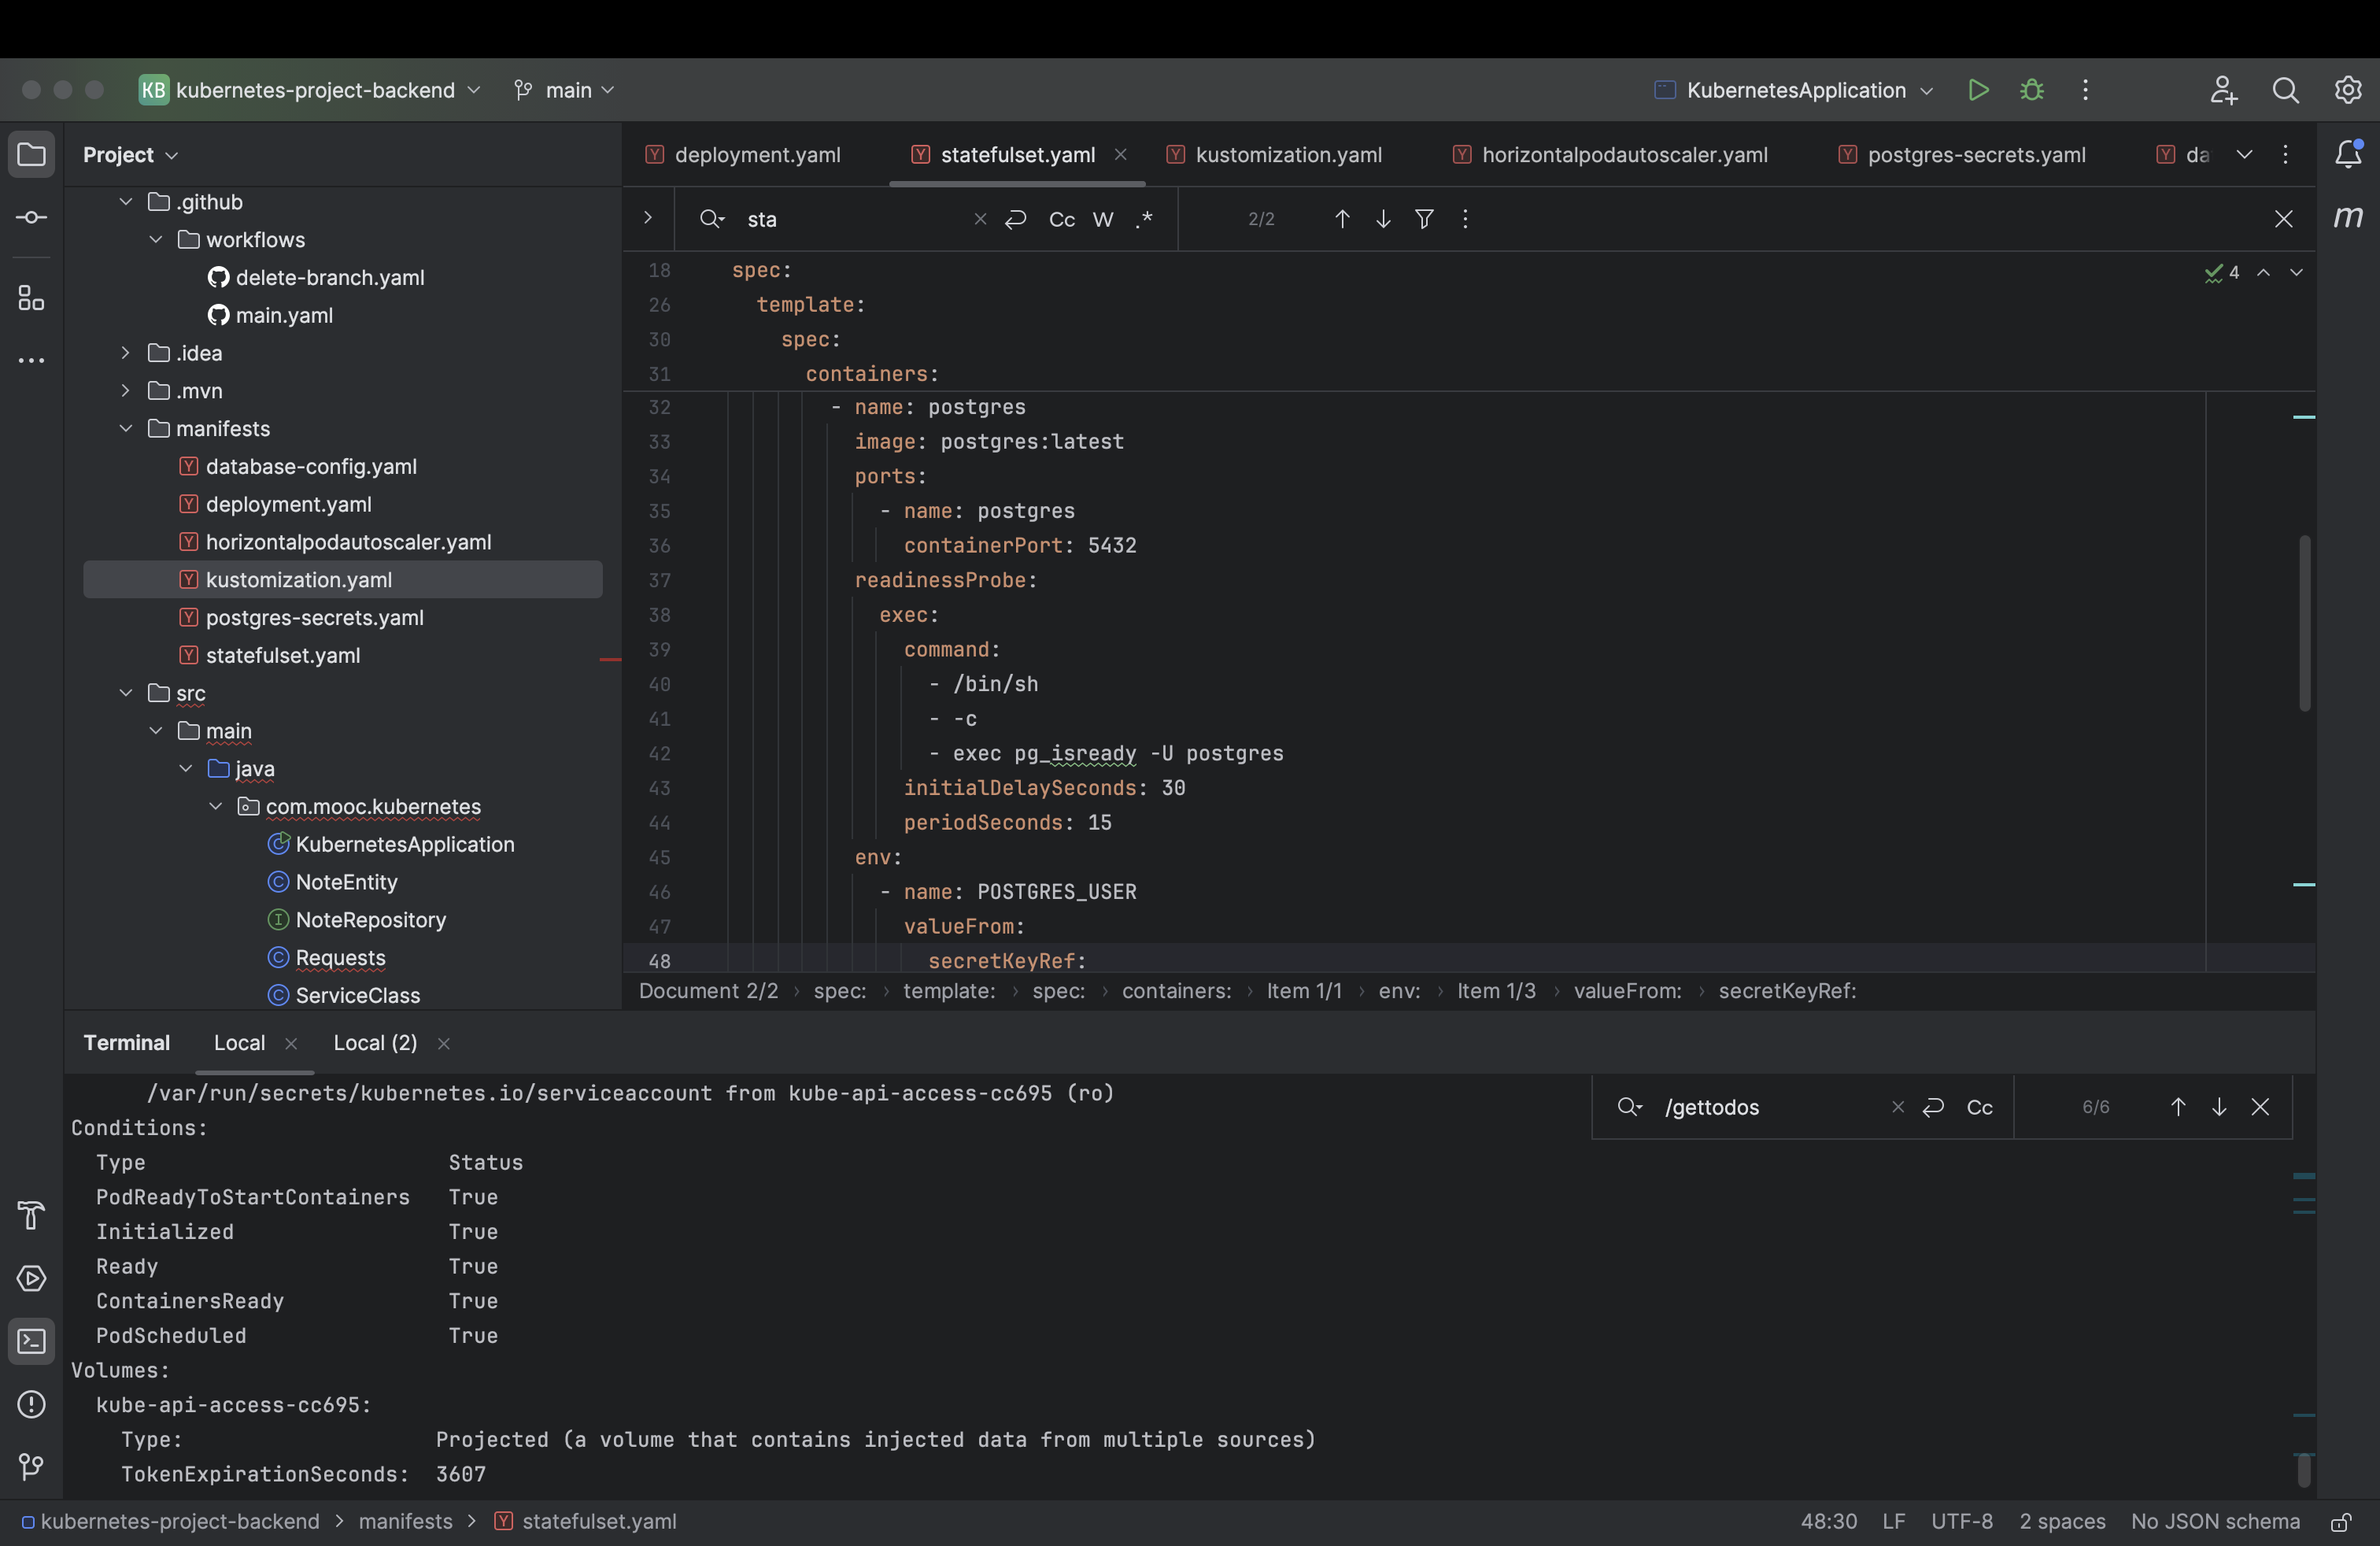 KB kubernetes-project-backend main KubernetesApplication
Project
.github
workflows
delete-branch.yaml
main.yaml
.idea
.mvn
manifests
database-config.yaml
deployment.yaml
horizontalpodautoscaler.yaml
kustomization.yaml
postgres-secrets.yaml
statefulset.yaml
src
main
java
com.mooc.kubernetes
KubernetesApplication
NoteEntity
NoteRepository
Requests
ServiceClass
deployment.yaml statefulset.yaml kustomization.yaml horizontalpodautoscaler.yaml postgres-secrets.yaml da
sta Cc W .* 2/2
4
18 spec:
26 template:
30 spec:
31 containers:
32 - name: postgres
33 image: postgres:latest
34 ports:
35 - name: postgres
36 containerPort: 5432
37 readinessProbe:
38 exec:
39 command:
40 - /bin/sh
41 - -c
42 - exec pg_isready -U postgres
43 initialDelaySeconds: 30
44 periodSeconds: 15
45 env:
46 - name: POSTGRES_USER
47 valueFrom:
48 secretKeyRef:
Document 2/2 › spec: › template: › spec: › containers: › Item 1/1 › env: › Item 1/3 › valueFrom: › secretKeyRef:
m
Terminal Local Local (2)
/gettodos Cc 6/6
/var/run/secrets/kubernetes.io/serviceaccount from kube-api-access-cc695 (ro)
Conditions:
Type Status
PodReadyToStartContainers True
Initialized True
Ready True
ContainersReady True
PodScheduled True
Volumes:
kube-api-access-cc695:
Type: Projected (a volume that contains injected data from multiple sources)
TokenExpirationSeconds: 3607
kubernetes-project-backend > manifests > statefulset.yaml 48:30 LF UTF-8 2 spaces No JSON schema